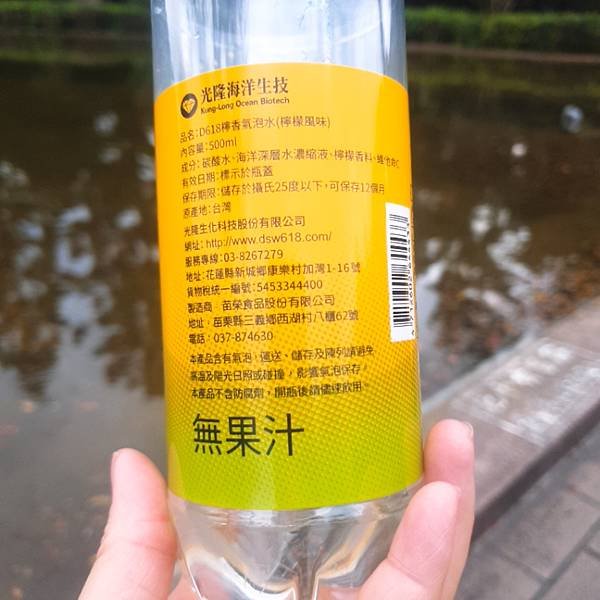 光隆海洋生技
Kung-Long Ocean Biotech
品名:D618檸香氣泡水(檸檬風味)
內容量:500ml
成分:碳酸水、海洋深層水濃縮液、檸檬香料、維他命C
有效日期:標示於瓶蓋
保存期限:儲存於攝氏25度以下,可保存12個月
原產地:台灣
光隆生化科技股份有限公司
網址:http://www.dsw618.com/
服務專線:03-8267279
地址:花蓮縣新城鄉康樂村加灣1-16號
貨物稅統一編號:5453344400
製造商:苗榮食品股份有限公司
地址:苗栗縣三義鄉西湖村八櫃62號
電話:037-874630
本產品含有氣泡,運送、儲存及陳列請避免
高溫及陽光日照或碰撞,影響氣泡保存。
本產品不含防腐劑,開瓶後請儘速飲用。
無果汁